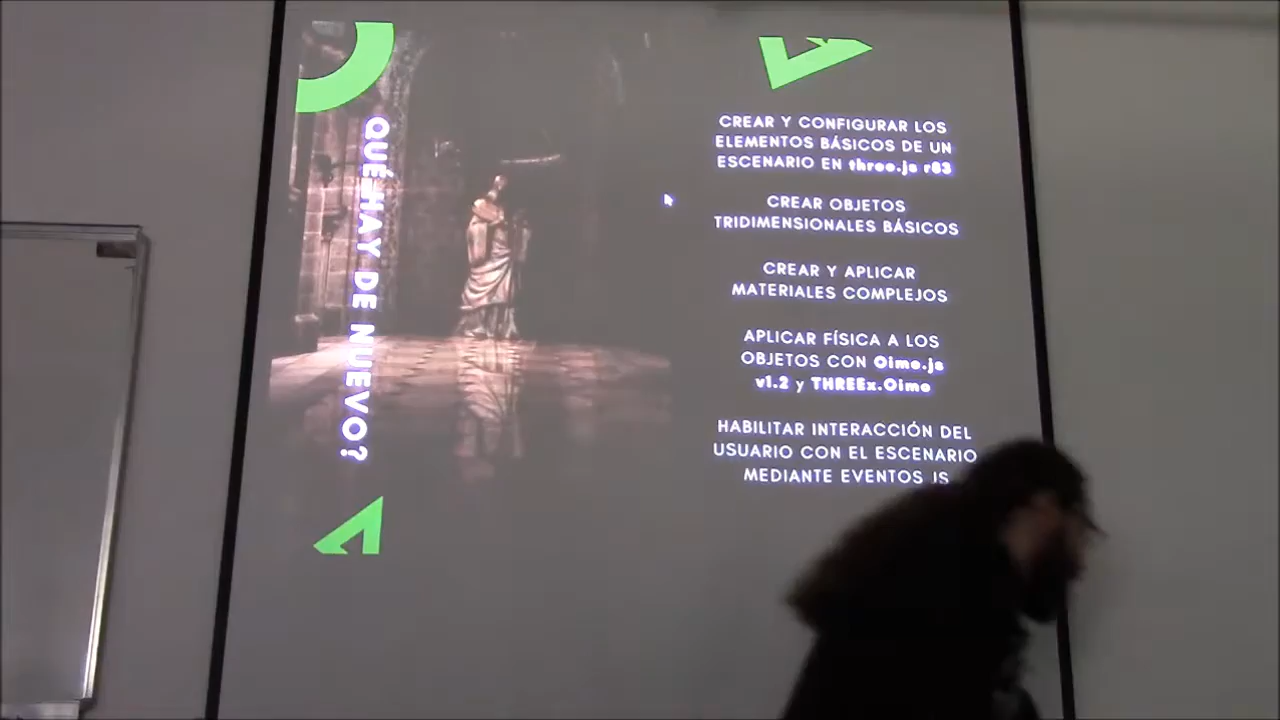 QUÉ HAY DE NUEVO?
CREAR Y CONFIGURAR LOS
ELEMENTOS BÁSICOS DE UN
ESCENARIO EN three.js r83
CREAR OBJETOS
TRIDIMENSIONALES BÁSICOS
CREAR Y APLICAR
MATERIALES COMPLEJOS
APLICAR FÍSICA A LOS
OBJETOS CON Oimo.js
v1.2 y THREEx.Oimo
HABILITAR INTERACCIÓN DEL
USUARIO CON EL ESCENARIO
MEDIANTE EVENTOS JS